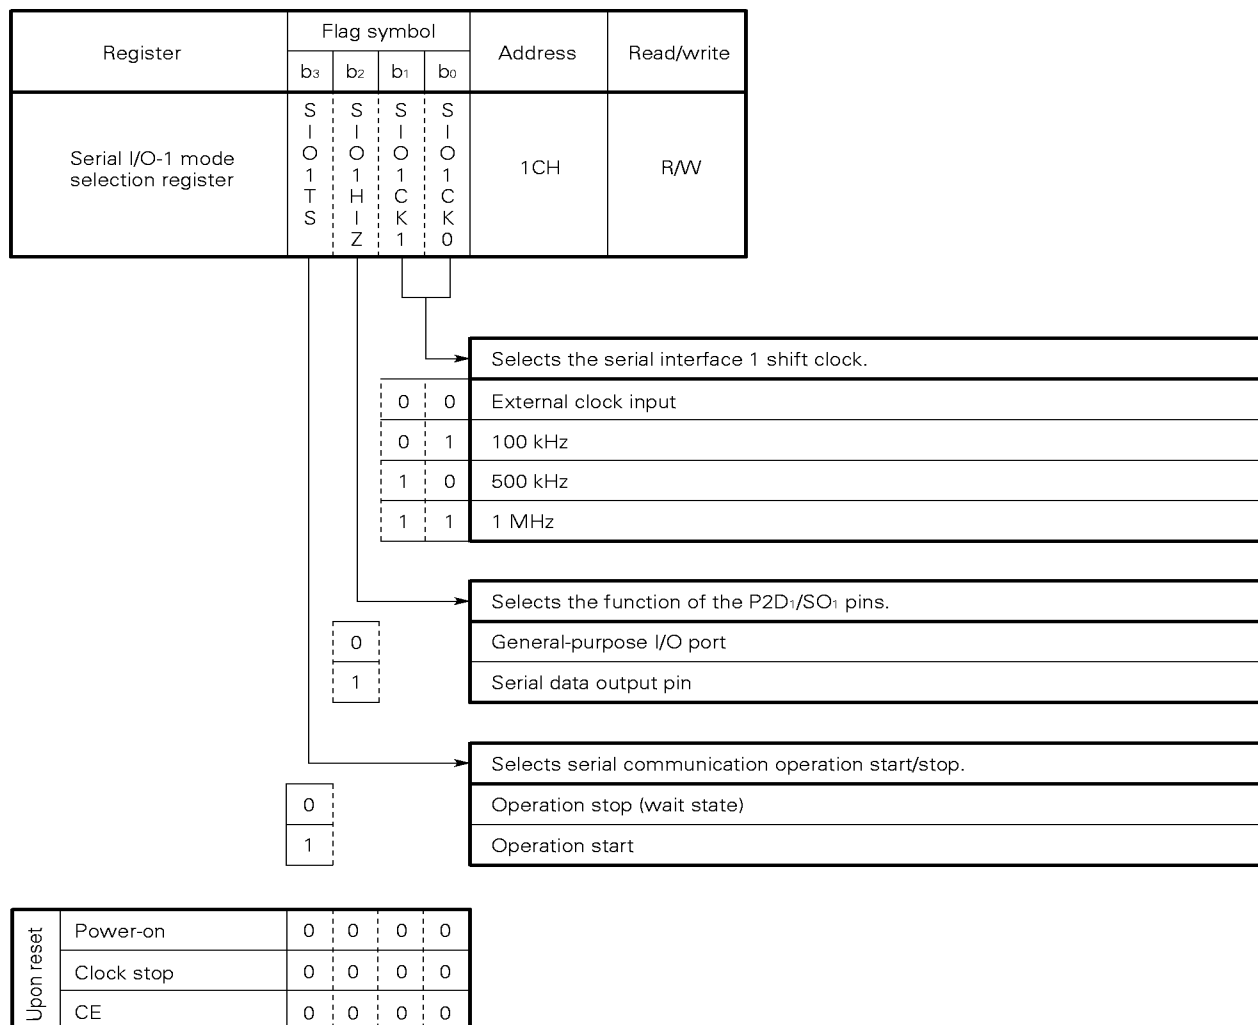 Register Flag symbol Address Read/write
b3 b2 b1 b0
Serial I/O-1 mode
selection register
SIO1TS
SIO1HIZ
SIO1CK1
SIO1CK0
1CH
R/W
Selects the serial interface 1 shift clock.
0 0 External clock input
0 1 100 kHz
1 0 500 kHz
1 1 1 MHz
Selects the function of the P2D1/SO1 pins.
0 General-purpose I/O port
1 Serial data output pin
Selects serial communication operation start/stop.
0 Operation stop (wait state)
1 Operation start
Upon reset
Power-on 0 0 0 0
Clock stop 0 0 0 0
CE 0 0 0 0